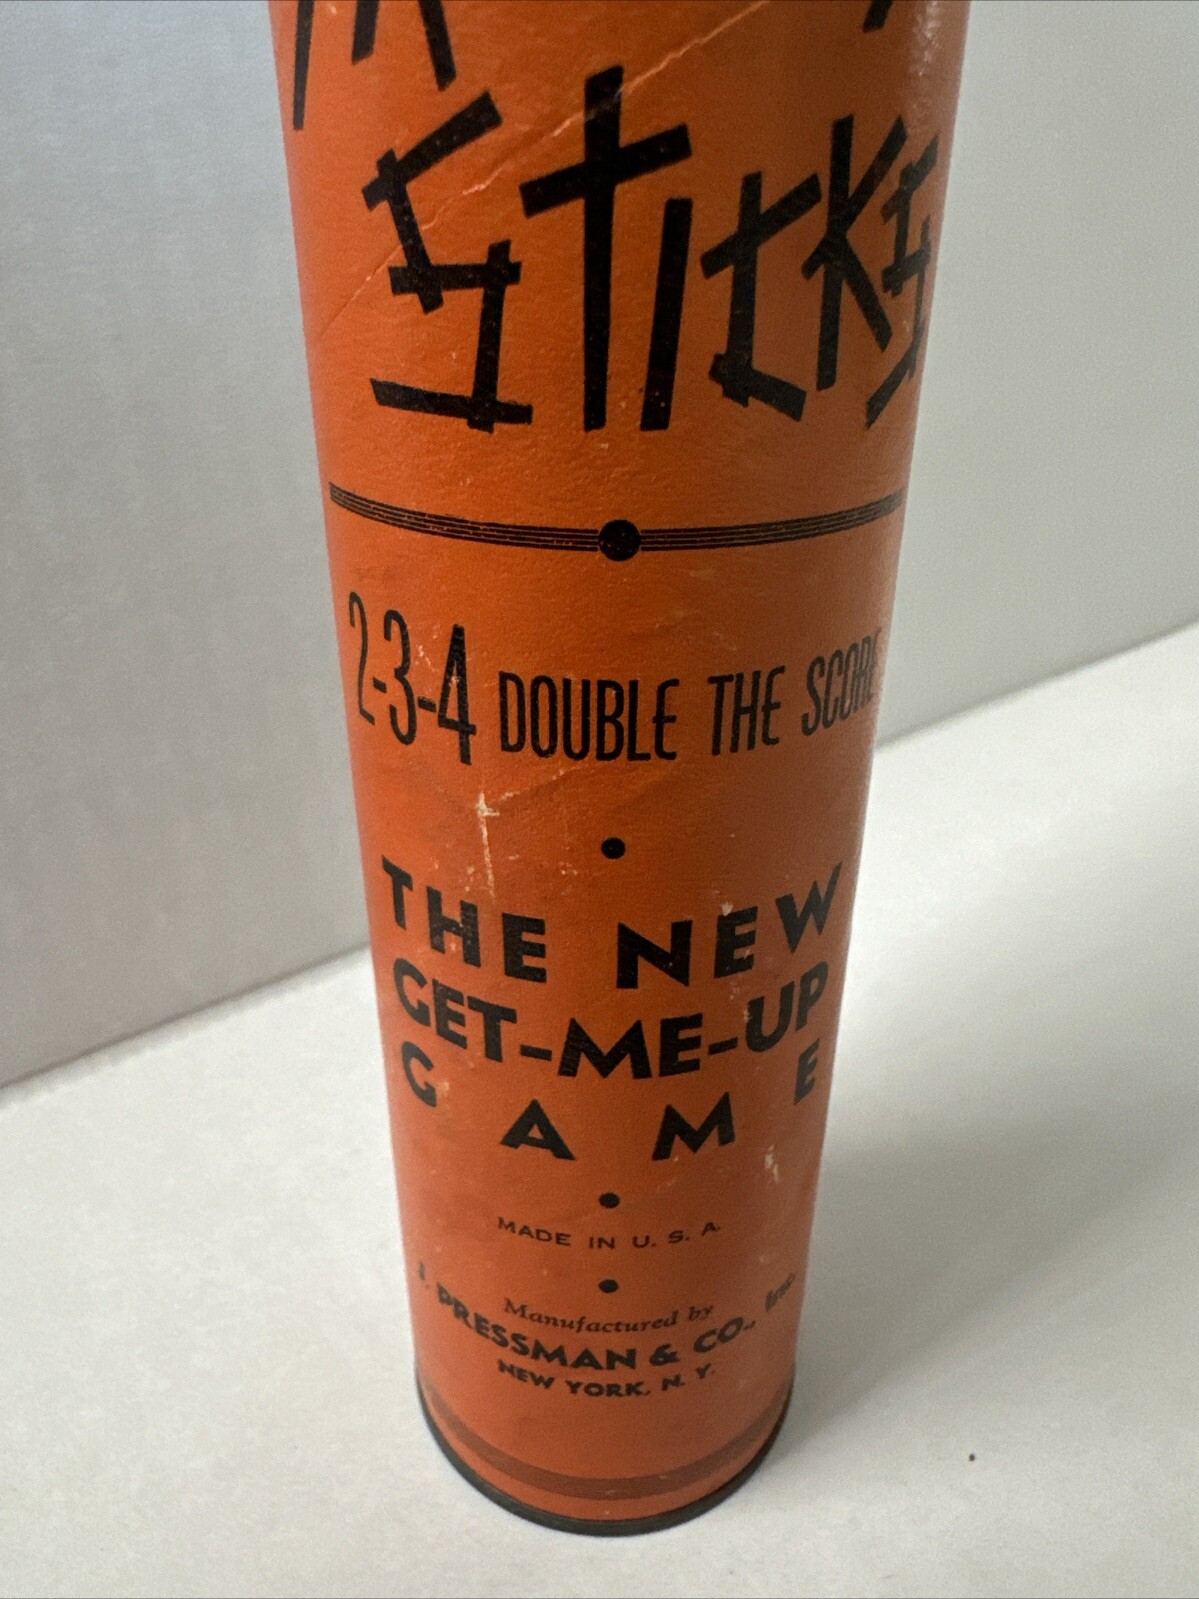 STICKS
2-3-4 DOUBLE THE SCORE
THE NEW
GET-ME-UP
GAME
MADE IN U. S. A.
Manufactured by
J. PRESSMAN & CO., Inc.
NEW YORK, N. Y.